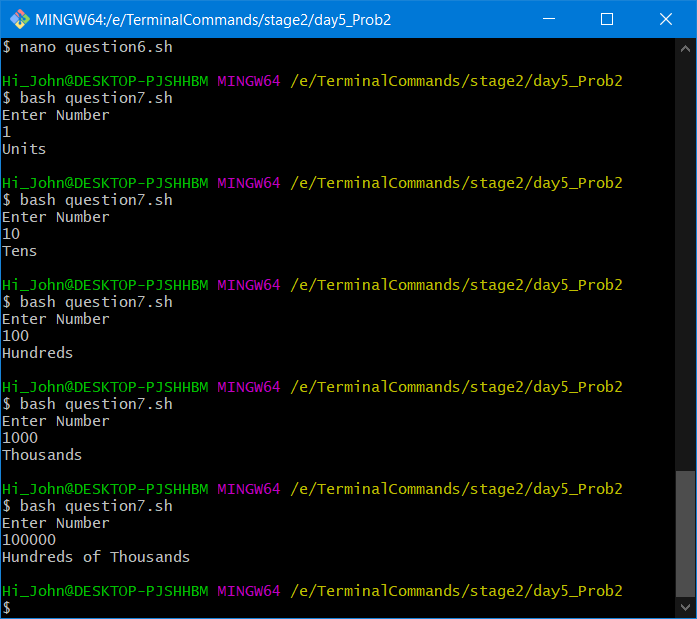 MINGW64:/e/TerminalCommands/stage2/day5_Prob2
$ nano question6.sh
Hi_John@DESKTOP-PJSHHBM MINGW64 /e/TerminalCommands/stage2/day5_Prob2
$ bash question7.sh
Enter Number
1
Units
Hi_John@DESKTOP-PJSHHBM MINGW64 /e/TerminalCommands/stage2/day5_Prob2
$ bash question7.sh
Enter Number
10
Tens
Hi_John@DESKTOP-PJSHHBM MINGW64 /e/TerminalCommands/stage2/day5_Prob2
$ bash question7.sh
Enter Number
100
Hundreds
Hi_John@DESKTOP-PJSHHBM MINGW64 /e/TerminalCommands/stage2/day5_Prob2
$ bash question7.sh
Enter Number
1000
Thousands
Hi_John@DESKTOP-PJSHHBM MINGW64 /e/TerminalCommands/stage2/day5_Prob2
$ bash question7.sh
Enter Number
100000
Hundreds of Thousands
Hi_John@DESKTOP-PJSHHBM MINGW64 /e/TerminalCommands/stage2/day5_Prob2
$